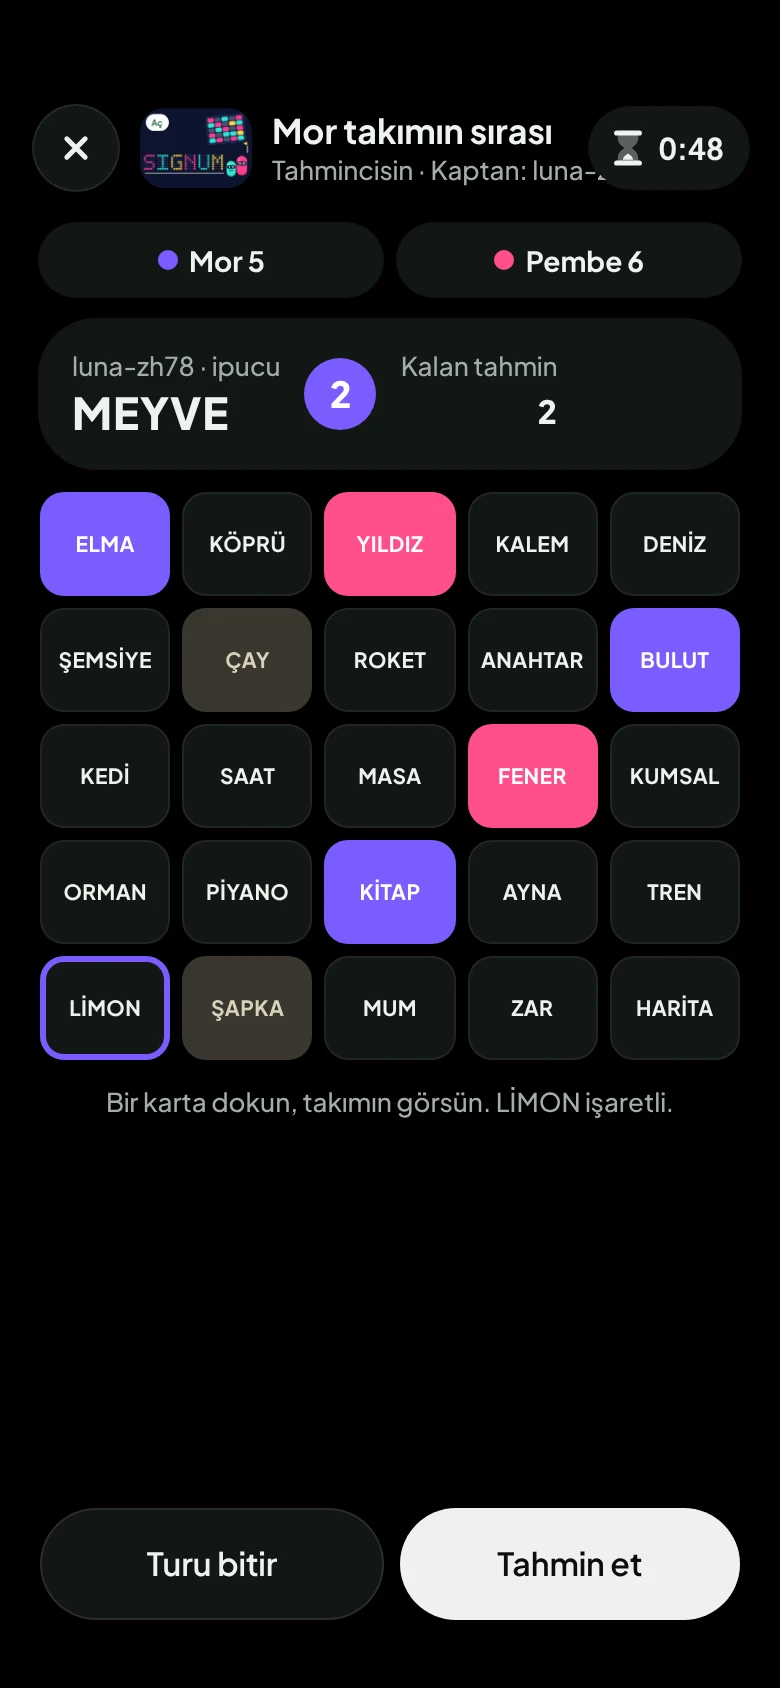 Aç
SIGNUM
Mor takımın sırası
Tahmincisin · Kaptan: luna-
0:48
Mor 5
Pembe 6
luna-zh78 · ipucu
MEYVE
2
Kalan tahmin
2
ELMA
KÖPRÜ
YILDIZ
KALEM
DENİZ
ŞEMSİYE
ÇAY
ROKET
ANAHTAR
BULUT
KEDİ
SAAT
MASA
FENER
KUMSAL
ORMAN
PİYANO
KİTAP
AYNA
TREN
LİMON
ŞAPKA
MUM
ZAR
HARİTA
Bir karta dokun, takımın görsün. LİMON işaretli.
Turu bitir
Tahmin et